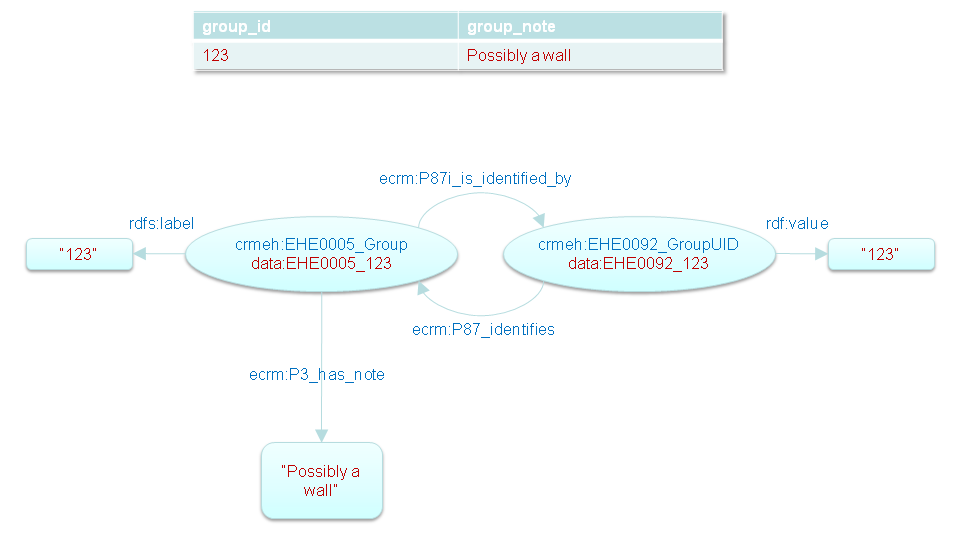 group_id group_note
123 Possibly a wall
ecrm:P87i_is_identified_by
rdfs:label
rdf:value
"123"
crmeh:EHE0005_Group
data:EHE0005_123
crmeh:EHE0092_GroupUID
data:EHE0092_123
"123"
ecrm:P87_identifies
ecrm:P3_has_note
"Possibly a
wall"